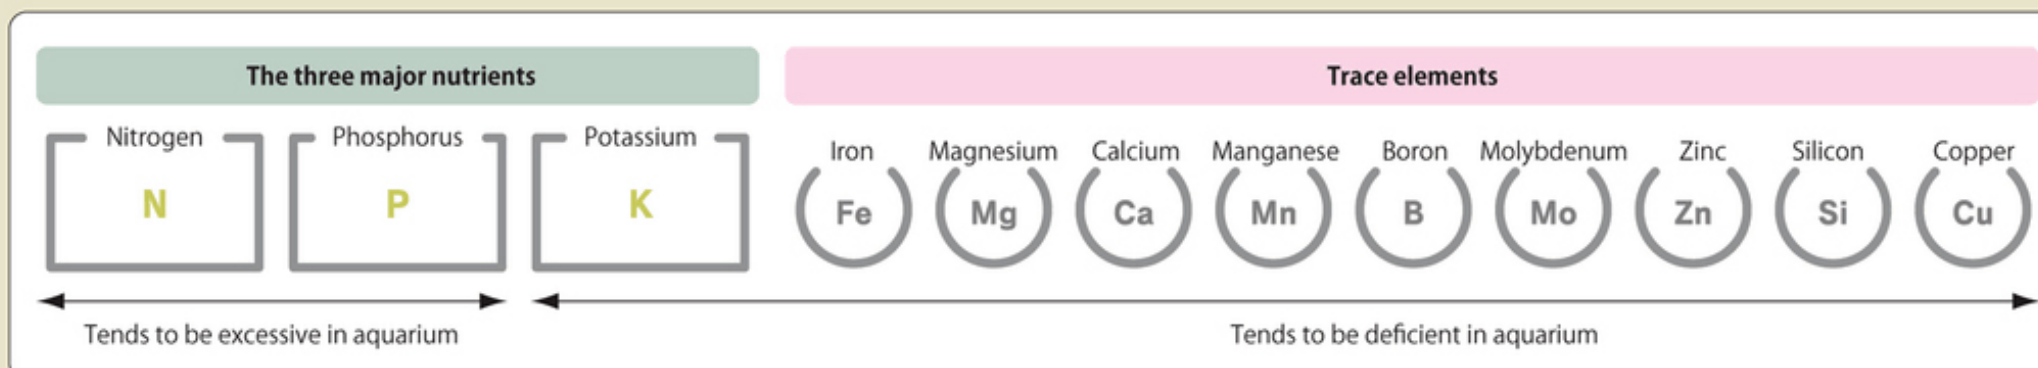 The three major nutrients
Trace elements
Nitrogen
Phosphorus
Potassium
Iron
Magnesium
Calcium
Manganese
Boron
Molybdenum
Zinc
Silicon
Copper
N
P
K
Fe
Mg
Ca
Mn
B
Mo
Zn
Si
Cu
Tends to be excessive in aquarium
Tends to be deficient in aquarium